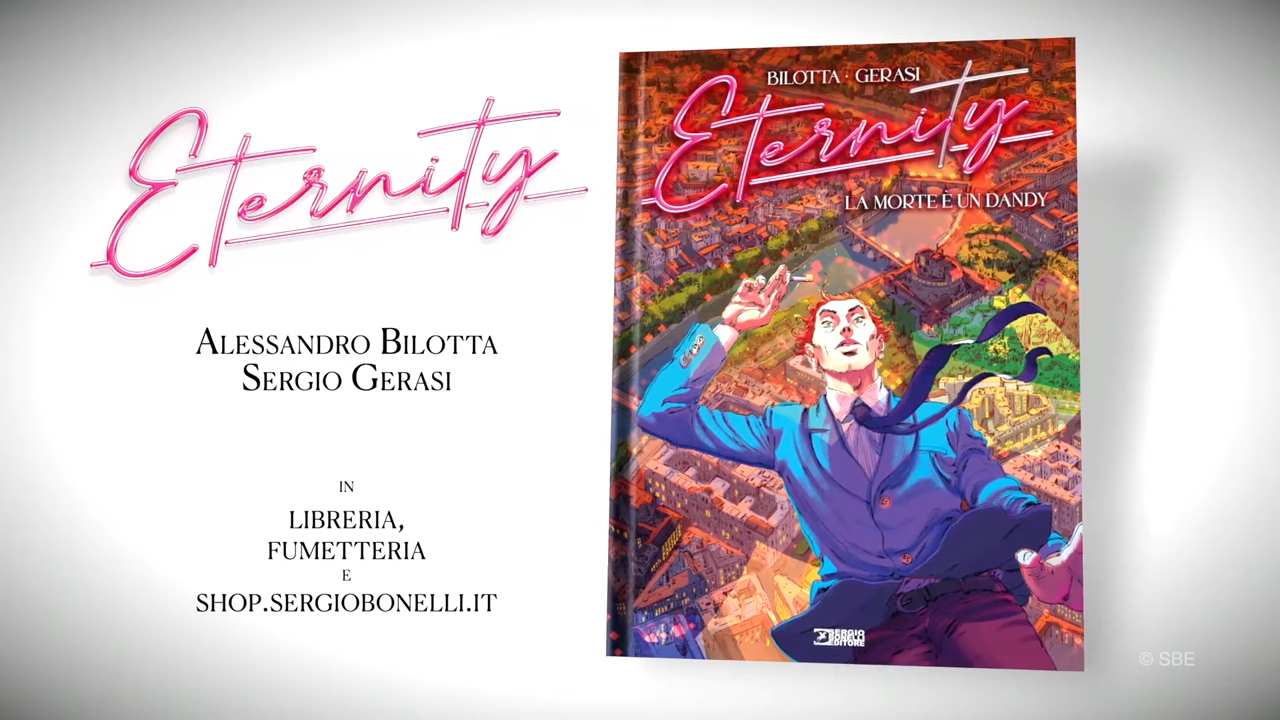 Eternity
ALESSANDRO BILOTTA
SERGIO GERASI
IN
LIBRERIA,
FUMETTERIA
E
SHOP.SERGIOBONELLI.IT
BILOTTA · GERASI
Eternity
LA MORTE È UN DANDY
SERGIO
BONELLI
EDITORE
© SBE